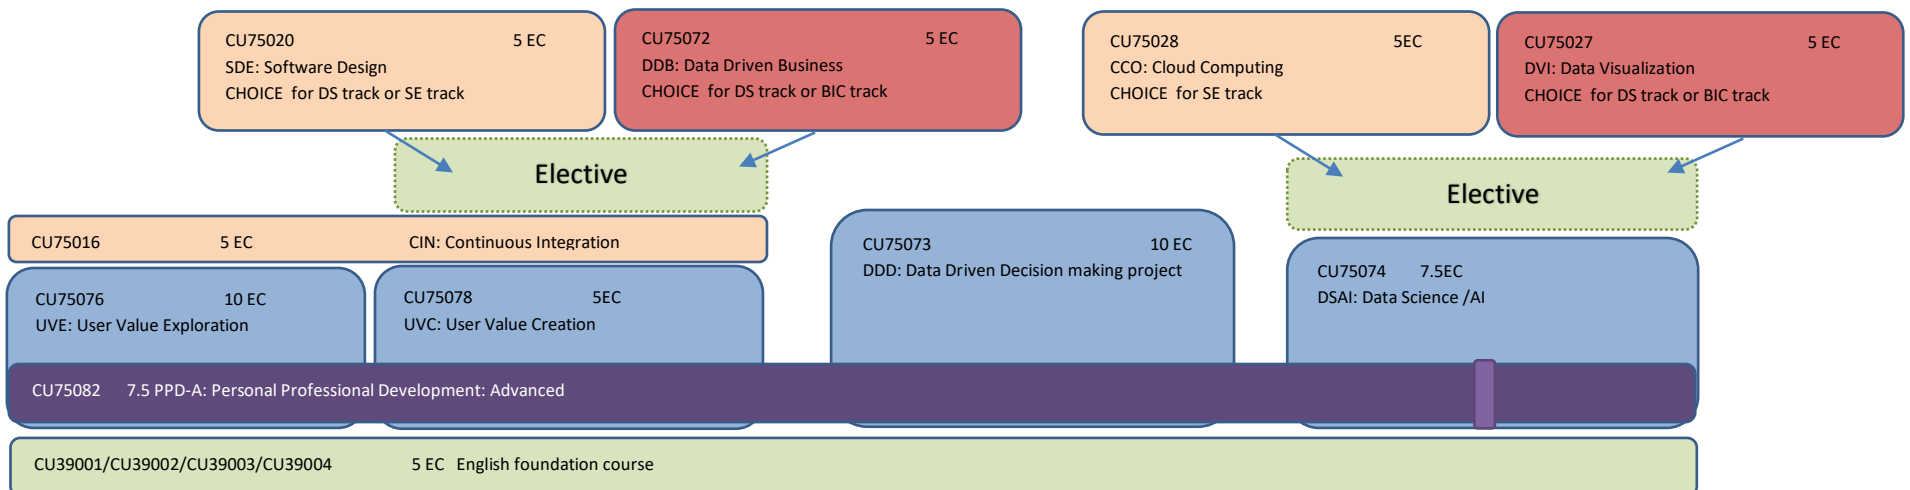 CU75020 5 EC
SDE: Software Design
CHOICE for DS track or SE track
CU75072 5 EC
DDB: Data Driven Business
CHOICE for DS track or BIC track
CU75028 5EC
CCO: Cloud Computing
CHOICE for SE track
CU75027 5 EC
DVI: Data Visualization
CHOICE for DS track or BIC track
Elective
Elective
CU75016 5 EC CIN: Continuous Integration
CU75076 10 EC
UVE: User Value Exploration
CU75078 5EC
UVC: User Value Creation
CU75073 10 EC
DDD: Data Driven Decision making project
CU75074 7.5EC
DSAI: Data Science /AI
CU75082 7.5 PPD-A: Personal Professional Development: Advanced
CU39001/CU39002/CU39003/CU39004 5 EC English foundation course